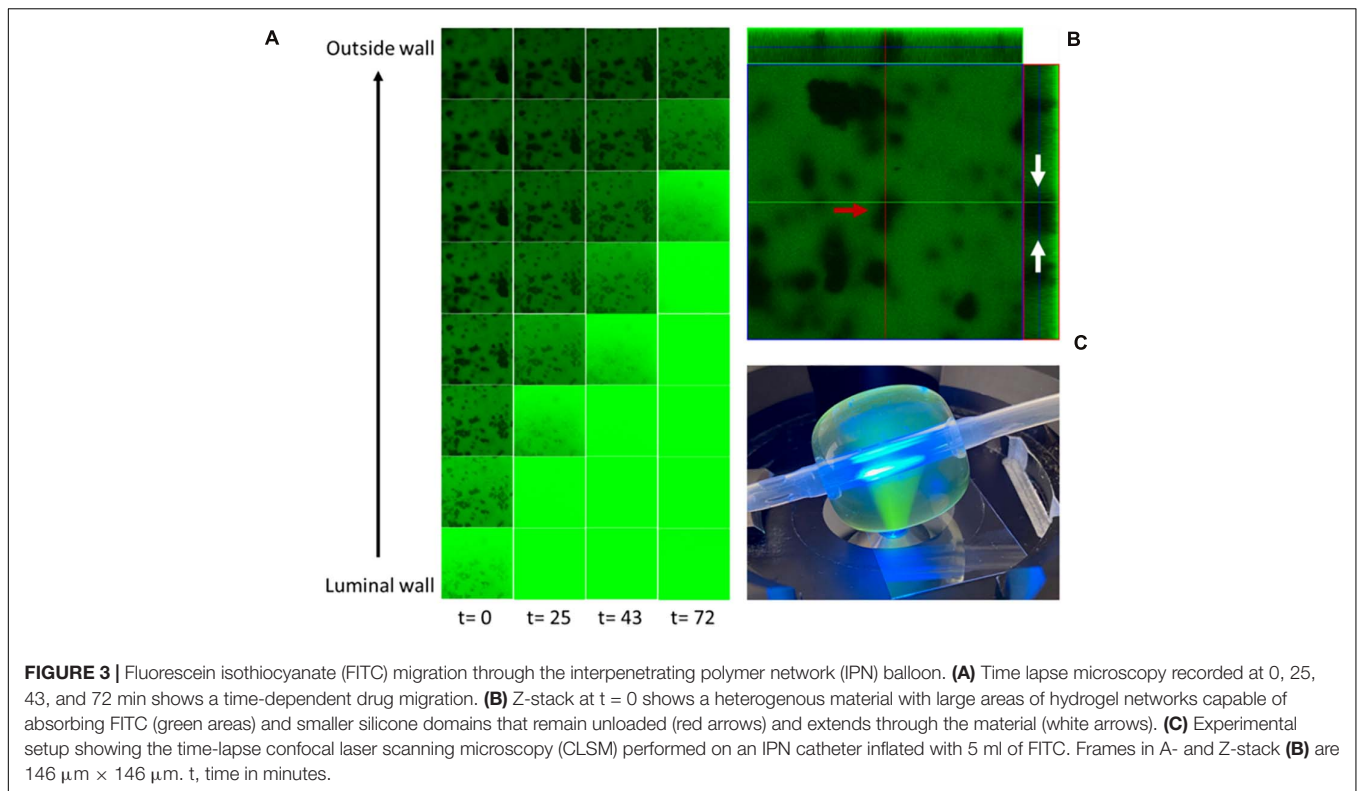 A
Outside wall
Luminal wall
t= 0 t= 25 t= 43 t= 72
B
C
FIGURE 3 | Fluorescein isothiocyanate (FITC) migration through the interpenetrating polymer network (IPN) balloon. (A) Time lapse microscopy recorded at 0, 25,
43, and 72 min shows a time-dependent drug migration. (B) Z-stack at t = 0 shows a heterogenous material with large areas of hydrogel networks capable of
absorbing FITC (green areas) and smaller silicone domains that remain unloaded (red arrows) and extends through the material (white arrows). (C) Experimental
setup showing the time-lapse confocal laser scanning microscopy (CLSM) performed on an IPN catheter inflated with 5 ml of FITC. Frames in A- and Z-stack (B) are
146 μm × 146 μm. t, time in minutes.